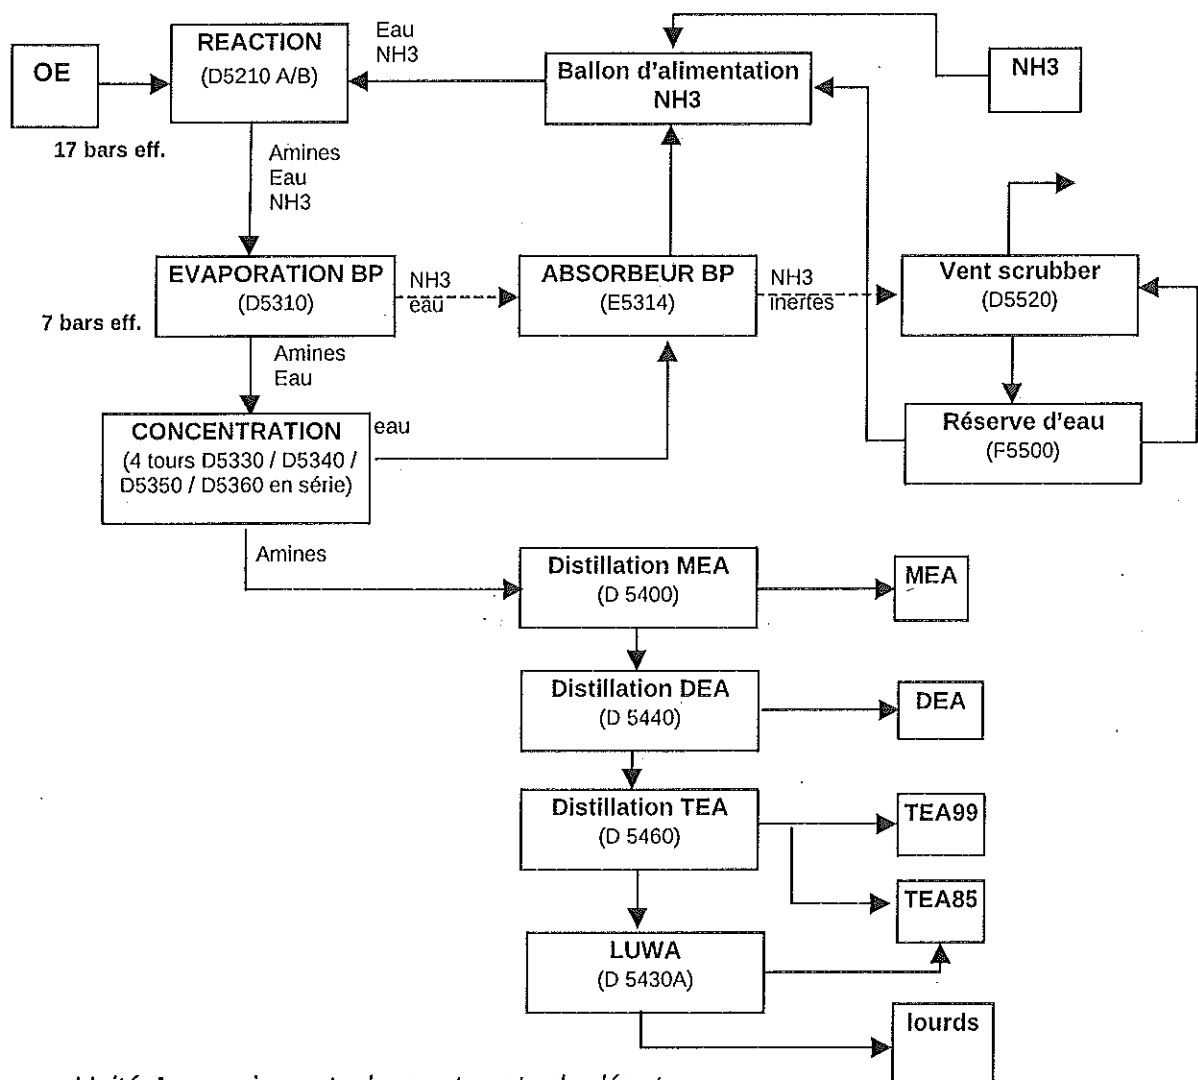 OE
REACTION
(D5210 A/B)
Eau
NH3
Ballon d'alimentation
NH3
NH3
17 bars eff.
Amines
Eau
NH3
EVAPORATION BP
(D5310)
NH3
eau
ABSORBEUR BP
(E5314)
NH3
inertes
Vent scrubber
(D5520)
7 bars eff.
Amines
Eau
CONCENTRATION
(4 tours D5330 / D5340 /
D5350 / D5360 en série)
eau
Réserve d'eau
(F5500)
Amines
Distillation MEA
(D 5400)
MEA
Distillation DEA
(D 5440)
DEA
Distillation TEA
(D 5460)
TEA99
TEA85
LUWA
(D 5430A)
lourds